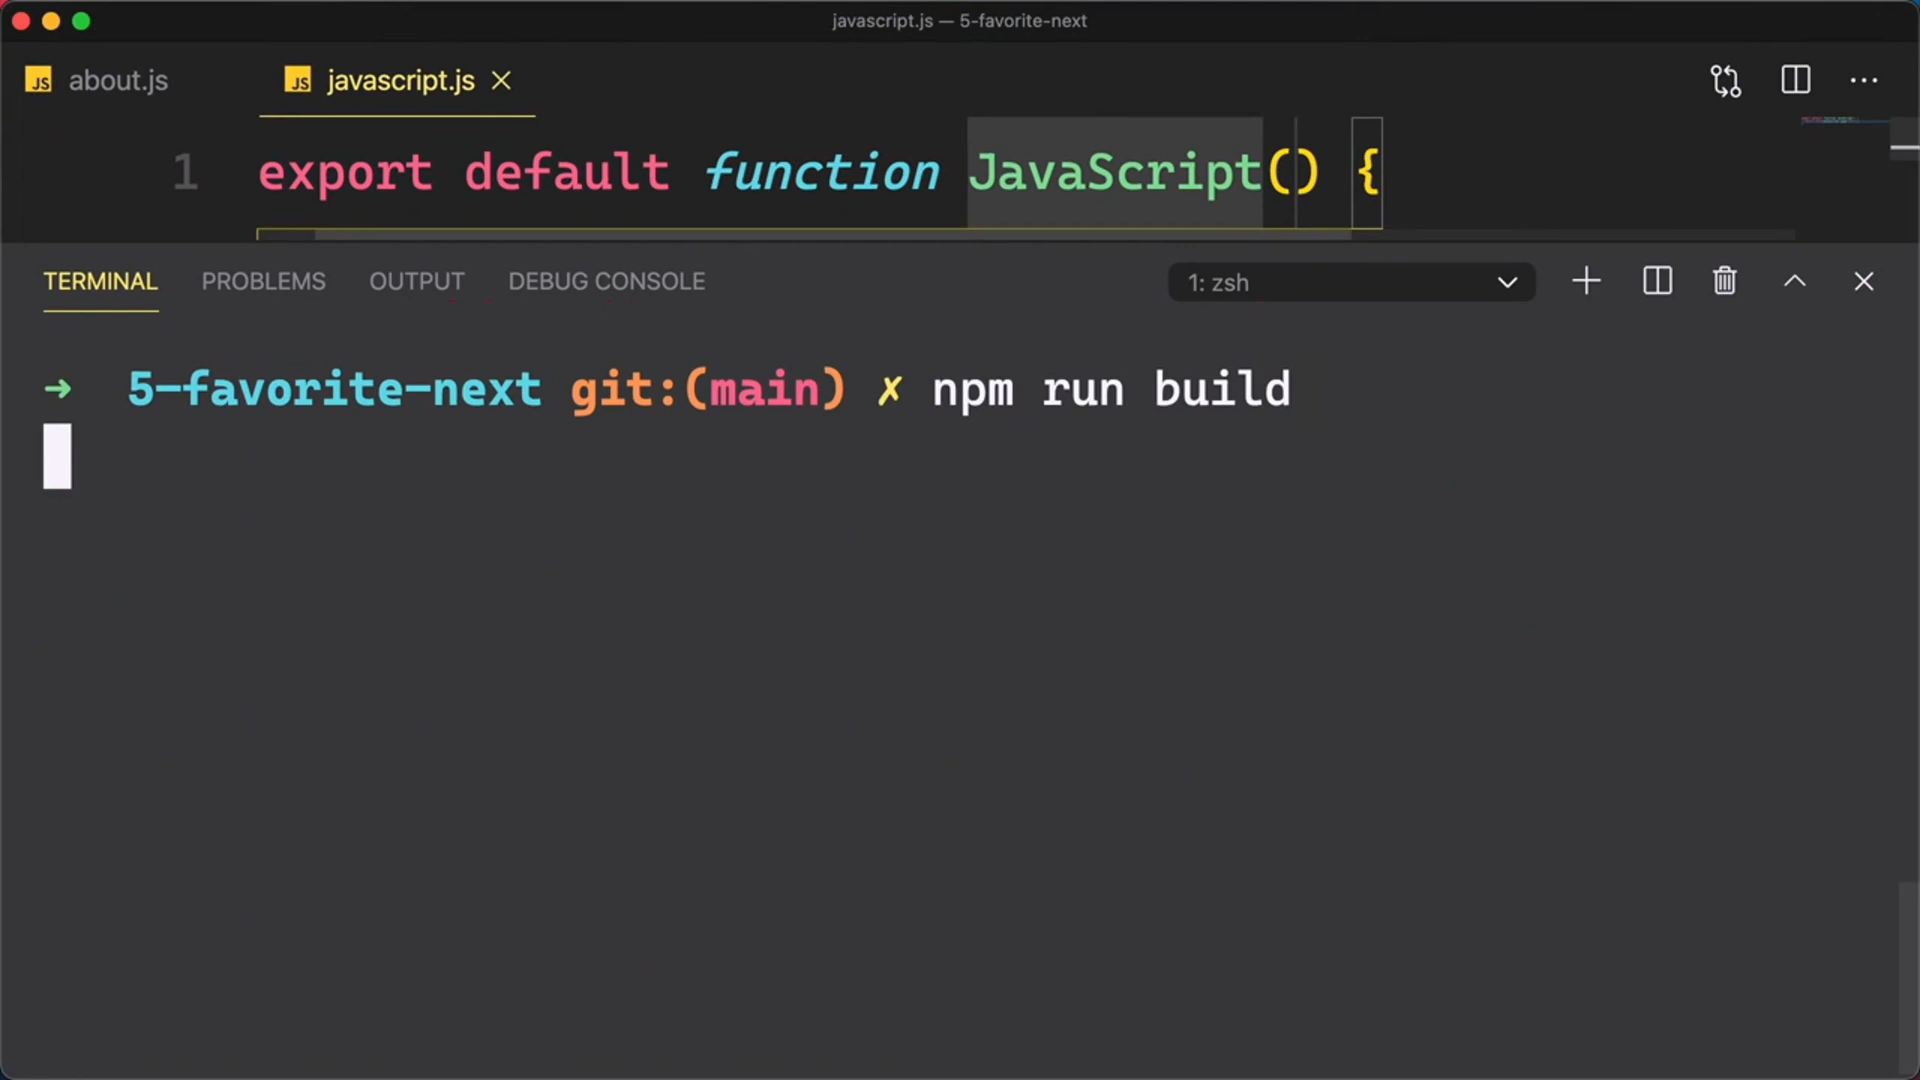 javascript.js — 5-favorite-next
JS about.js JS javascript.js
1 export default function JavaScript() {
TERMINAL PROBLEMS OUTPUT DEBUG CONSOLE 1: zsh
➜ 5-favorite-next git:(main) ✗ npm run build